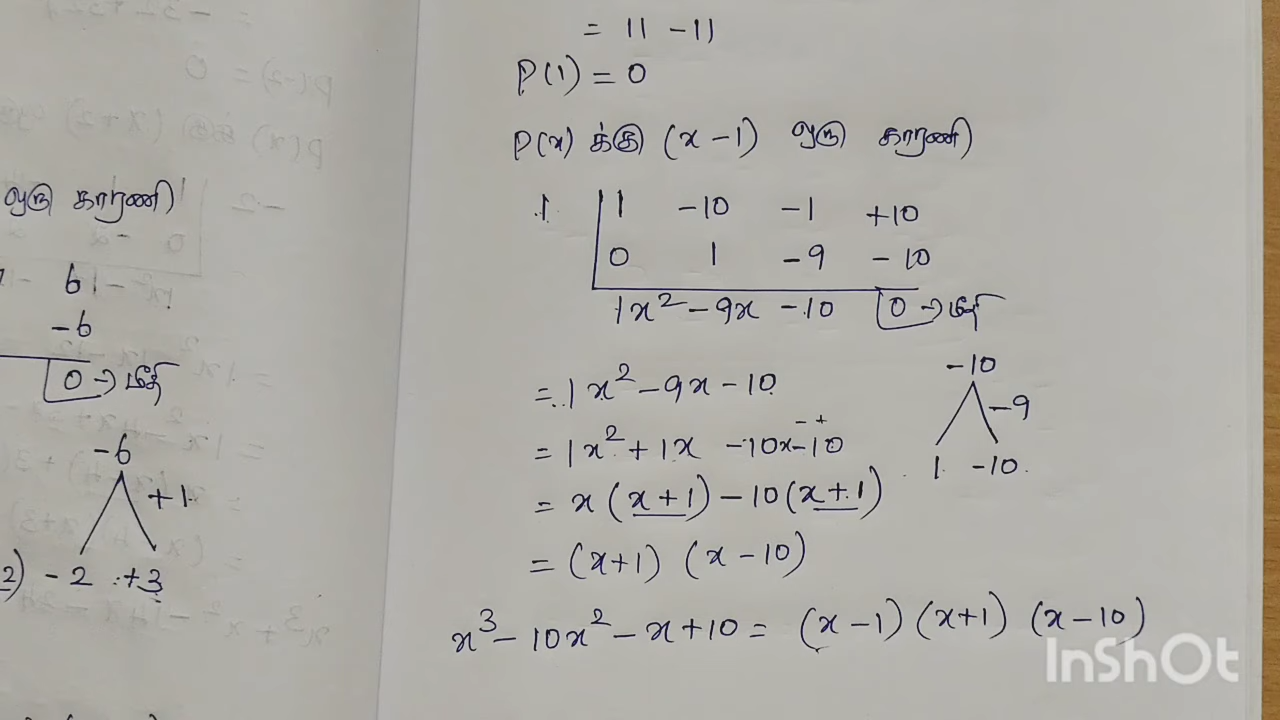 ஒரு காரணி
6
-6
0 → மீதி
-6
+1
2) -2 +3
= 11 - 11
P(1) = 0
P(x) க்கு (x - 1) ஒரு காரணி
1 | 1 -10 -1 +10
0 1 -9 -10
1x² - 9x - 10 0 → மீதி
= 1x² - 9x - 10
= 1x² + 1x - 10x - 10
= x (x + 1) - 10 (x + 1)
= (x+1) (x - 10)
-10
-9
1 -10
x³ - 10x² - x + 10 = (x - 1) (x + 1) (x - 10)
InShOt